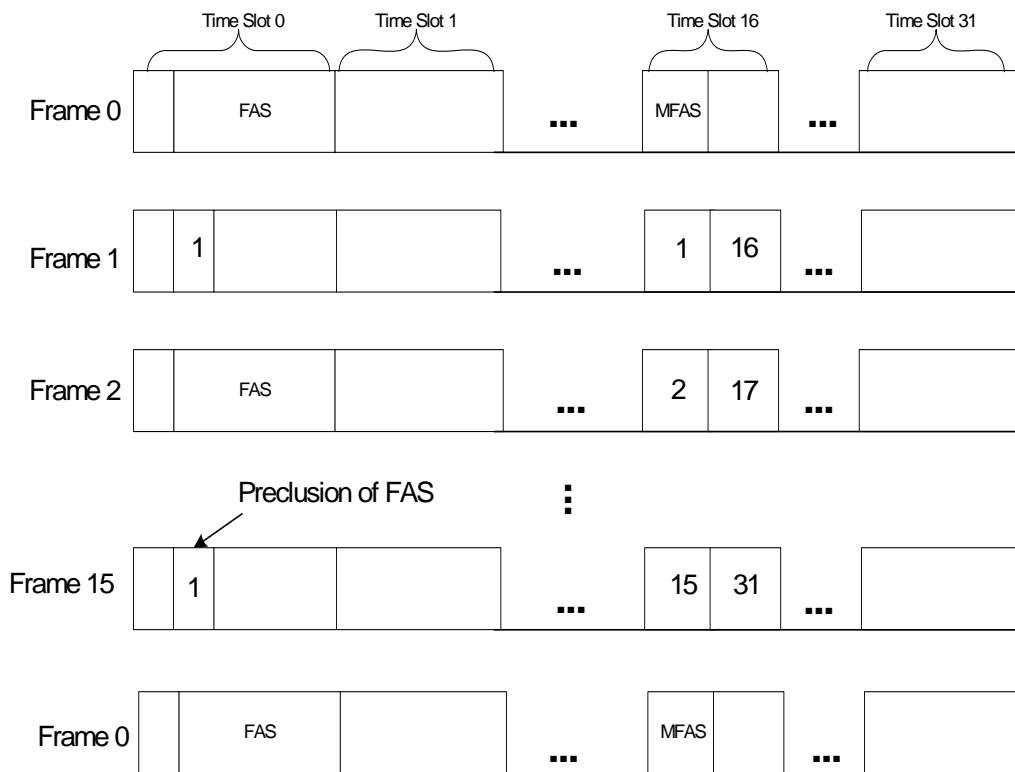 Time Slot 0 Time Slot 1 Time Slot 16 Time Slot 31
Frame 0 FAS ... MFAS ...
Frame 1 1 ... 1 16 ...
Frame 2 FAS ... 2 17 ...
Preclusion of FAS
Frame 15 1 ... 15 31 ...
Frame 0 FAS ... MFAS ...